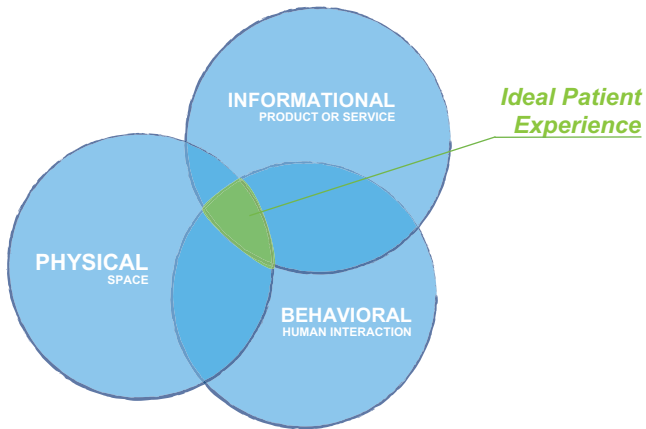 INFORMATIONAL
PRODUCT OR SERVICE
Ideal Patient
Experience
PHYSICAL
SPACE
BEHAVIORAL
HUMAN INTERACTION